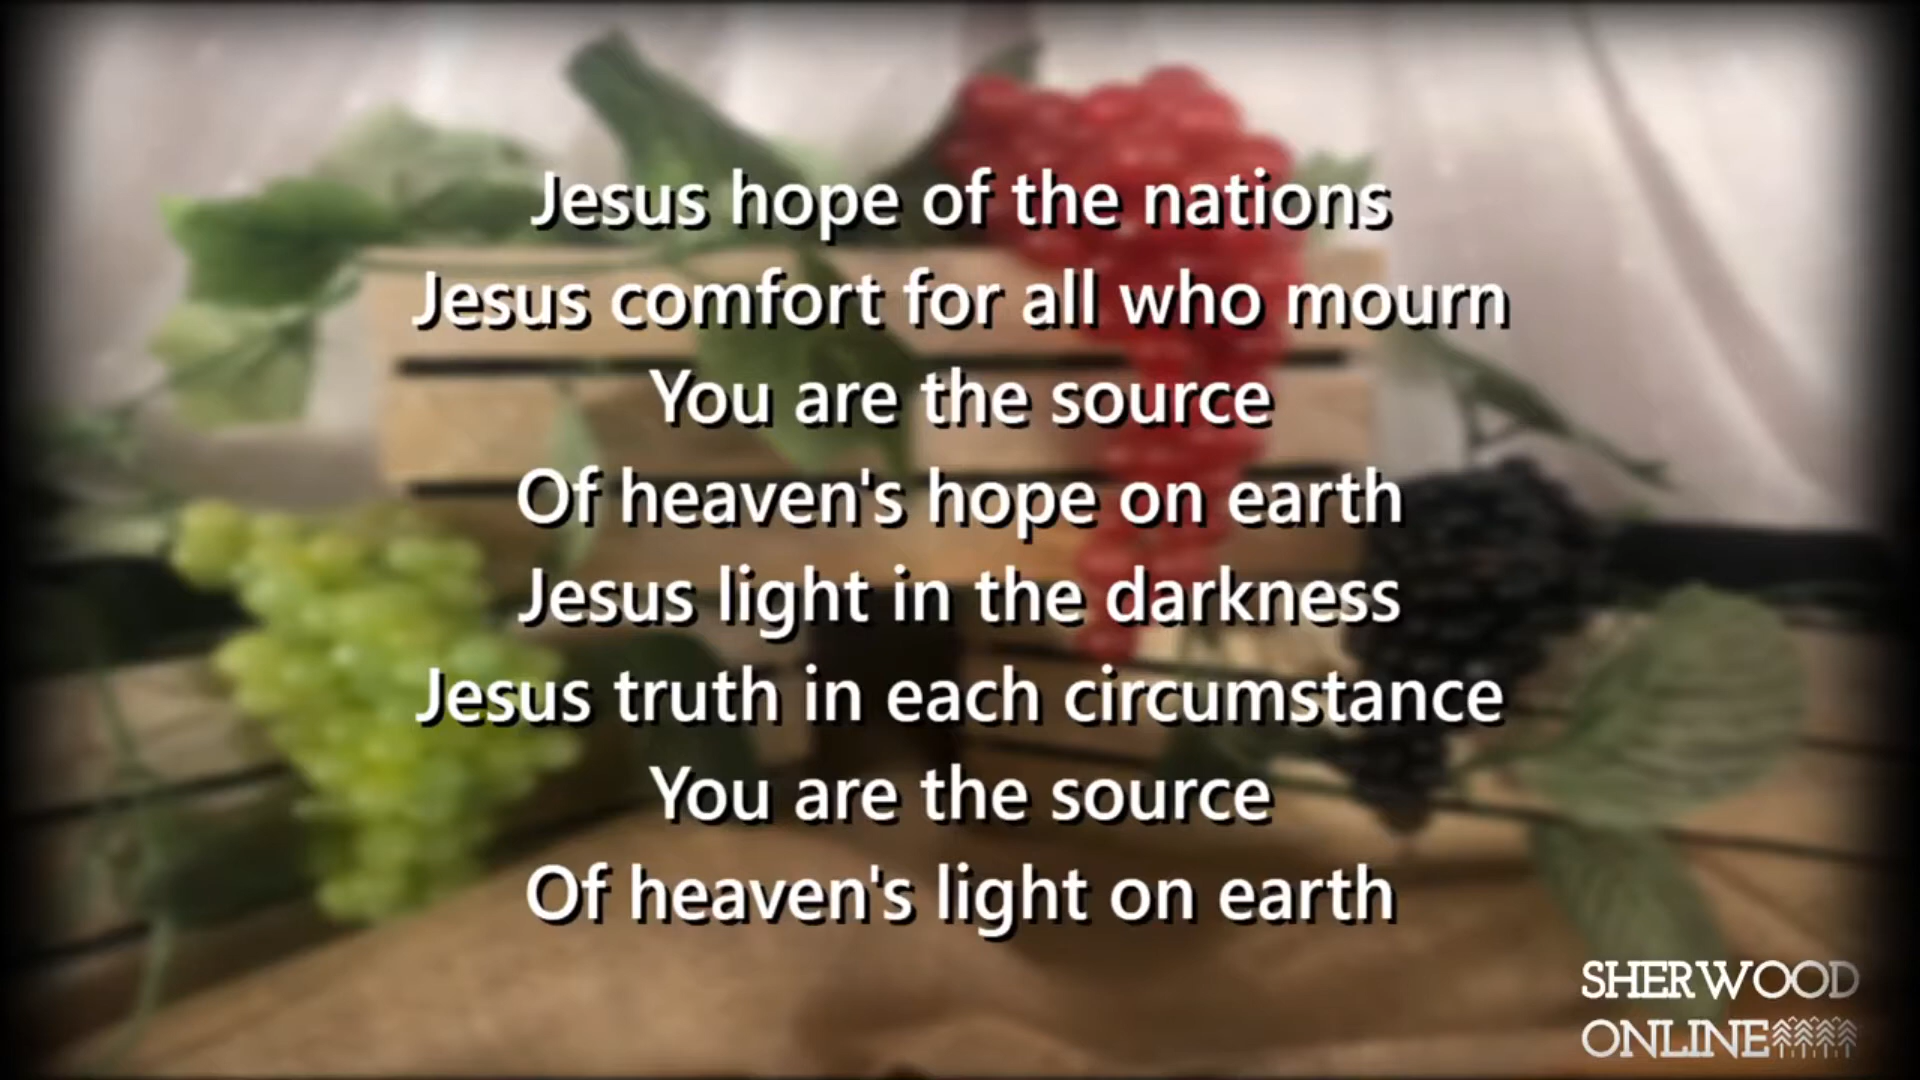 Jesus hope of the nations
Jesus comfort for all who mourn
You are the source
Of heaven's hope on earth
Jesus light in the darkness
Jesus truth in each circumstance
You are the source
Of heaven's light on earth
SHERWOOD
ONLINE